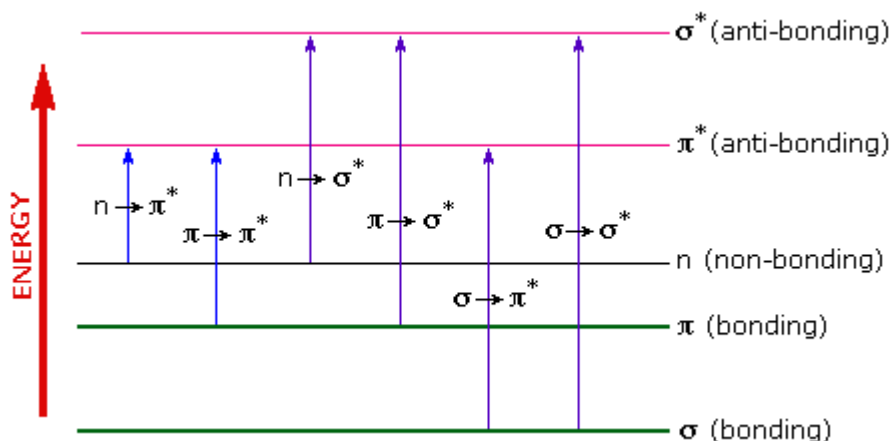 σ* (anti-bonding)
π* (anti-bonding)
n → σ*
n → π*
π → π*
π → σ*
σ → σ*
n (non-bonding)
σ → π*
π (bonding)
σ (bonding)
ENERGY